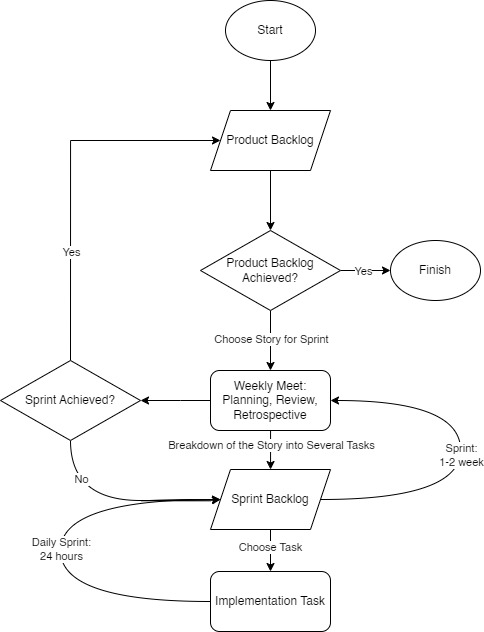 Start
Product Backlog
Yes
Product Backlog
Achieved?
Yes
Finish
Choose Story for Sprint
Sprint Achieved?
Weekly Meet:
Planning, Review,
Retrospective
Breakdown of the Story into Several Tasks
Sprint:
1-2 week
No
Sprint Backlog
Daily Sprint:
24 hours
Choose Task
Implementation Task